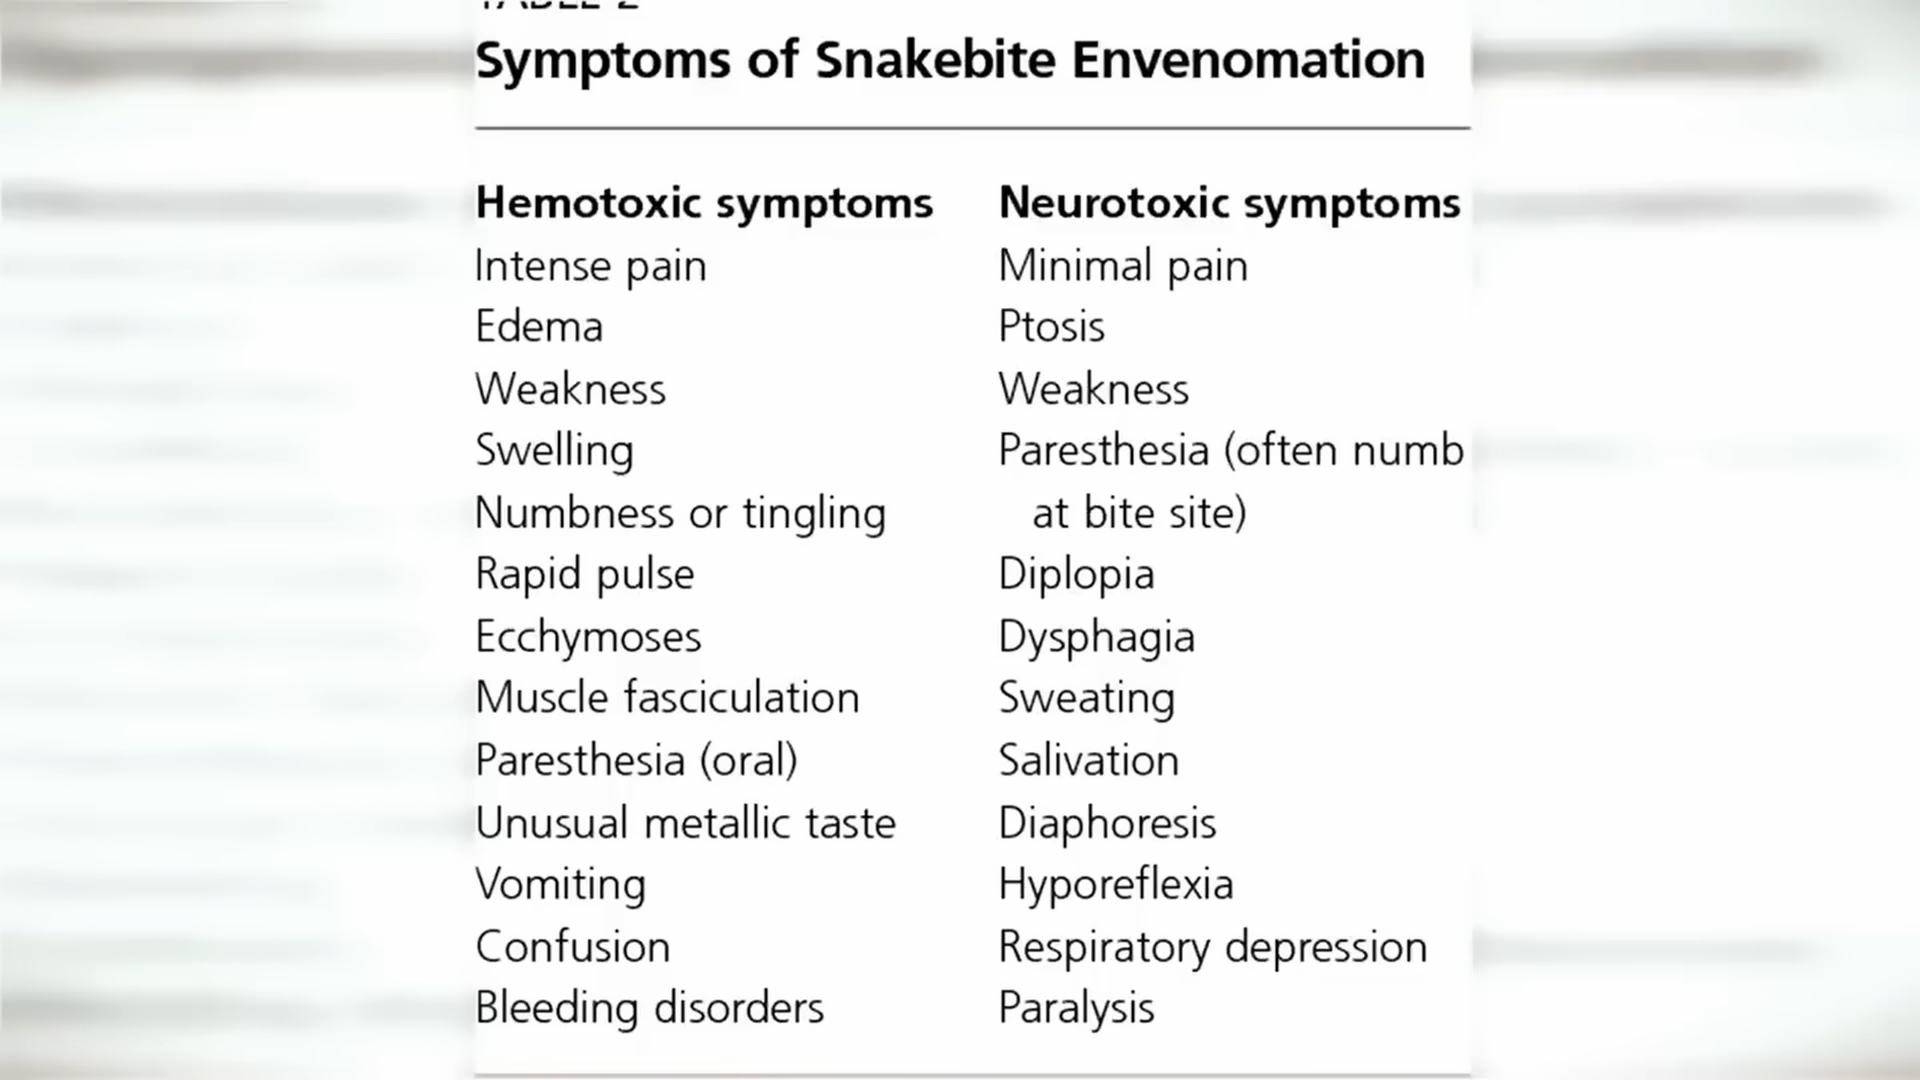 TABLE 2
Symptoms of Snakebite Envenomation
Hemotoxic symptoms
Intense pain
Edema
Weakness
Swelling
Numbness or tingling
Rapid pulse
Ecchymoses
Muscle fasciculation
Paresthesia (oral)
Unusual metallic taste
Vomiting
Confusion
Bleeding disorders
Neurotoxic symptoms
Minimal pain
Ptosis
Weakness
Paresthesia (often numb
at bite site)
Diplopia
Dysphagia
Sweating
Salivation
Diaphoresis
Hyporeflexia
Respiratory depression
Paralysis